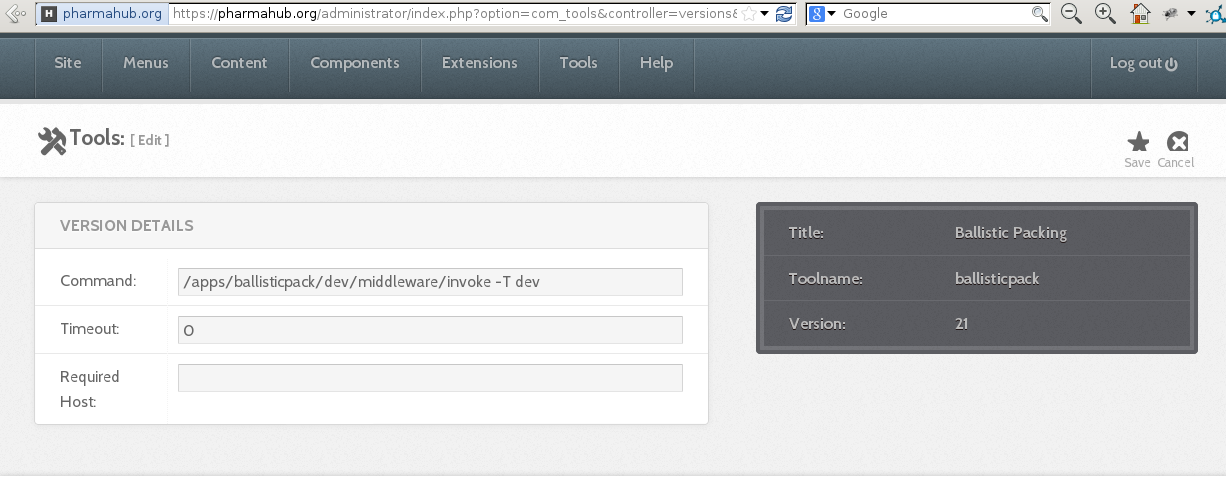 H pharmahub.org https://pharmahub.org/administrator/index.php?option=com_tools&controller=versions& 8 Google
Site Menus Content Components Extensions Tools Help Log out
Tools: [ Edit ]
Save Cancel
VERSION DETAILS
Command: /apps/ballisticpack/dev/middleware/invoke -T dev
Timeout: 0
Required
Host:
Title: Ballistic Packing
Toolname: ballisticpack
Version: 21